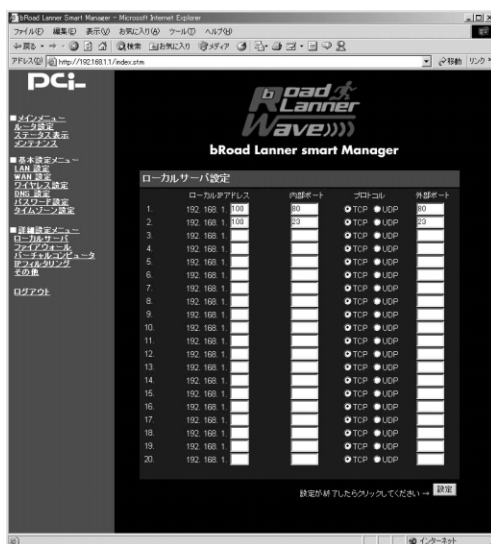 bRoad Lanner Smart Manager - Microsoft Internet Explorer
ファイル(F) 編集(E) 表示(V) お気に入り(A) ツール(T) ヘルプ(H)
戻る 検索 お気に入り メディア
アドレス(D) http://192.168.1.1/index.stm 移動 リンク
PCi
bRoad
Lanner
Wave
bRoad Lanner smart Manager
■メインメニュー
ルータ設定
ステータス表示
メンテナンス
■基本設定メニュー
LAN 設定
WAN 設定
ワイヤレス設定
DNS 設定
パスワード設定
タイムゾーン設定
■詳細設定メニュー
ローカルサーバ
ファイアウォール
バーチャルコンピュータ
IPフィルタリング
その他
ログアウト
ローカルサーバ設定
ローカルIPアドレス 内部ポート プロトコル 外部ポート
1. 192. 168. 1. 100 80 TCP UDP 80
2. 192. 168. 1. 100 23 TCP UDP 23
3. 192. 168. 1. TCP UDP
4. 192. 168. 1. TCP UDP
5. 192. 168. 1. TCP UDP
6. 192. 168. 1. TCP UDP
7. 192. 168. 1. TCP UDP
8. 192. 168. 1. TCP UDP
9. 192. 168. 1. TCP UDP
10. 192. 168. 1. TCP UDP
11. 192. 168. 1. TCP UDP
12. 192. 168. 1. TCP UDP
13. 192. 168. 1. TCP UDP
14. 192. 168. 1. TCP UDP
15. 192. 168. 1. TCP UDP
16. 192. 168. 1. TCP UDP
17. 192. 168. 1. TCP UDP
18. 192. 168. 1. TCP UDP
19. 192. 168. 1. TCP UDP
20. 192. 168. 1. TCP UDP
設定が終了したらクリックしてください → 設定
インターネット